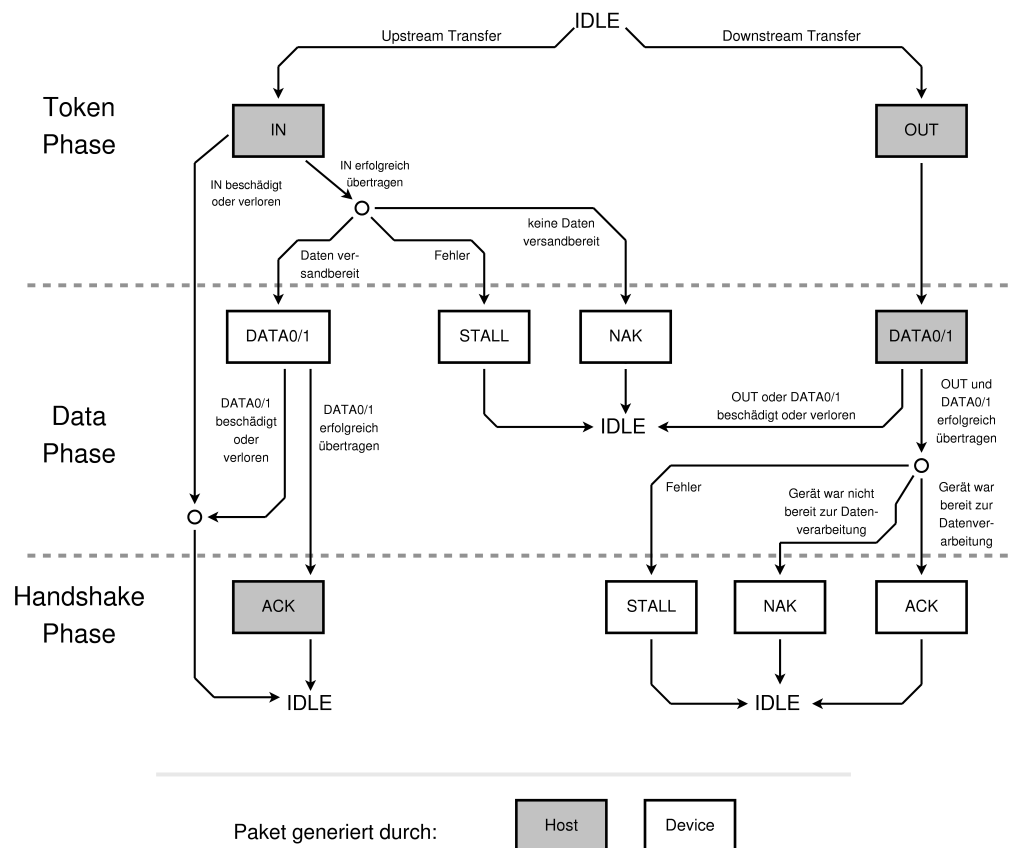 IDLE
Upstream Transfer
Downstream Transfer
Token
Phase
IN
OUT
IN erfolgreich
übertragen
IN beschädigt
oder verloren
keine Daten
versandbereit
Daten ver-
sandbereit
Fehler
DATA0/1
STALL
NAK
DATA0/1
Data
Phase
DATA0/1
beschädigt
oder
verloren
DATA0/1
erfolgreich
übertragen
IDLE
OUT oder DATA0/1
beschädigt oder verloren
OUT und
DATA0/1
erfolgreich
übertragen
Fehler
Gerät war nicht
bereit zur Daten-
verarbeitung
Gerät war
bereit zur
Datenver-
arbeitung
Handshake
Phase
ACK
STALL
NAK
ACK
IDLE
IDLE
Paket generiert durch:
Host
Device